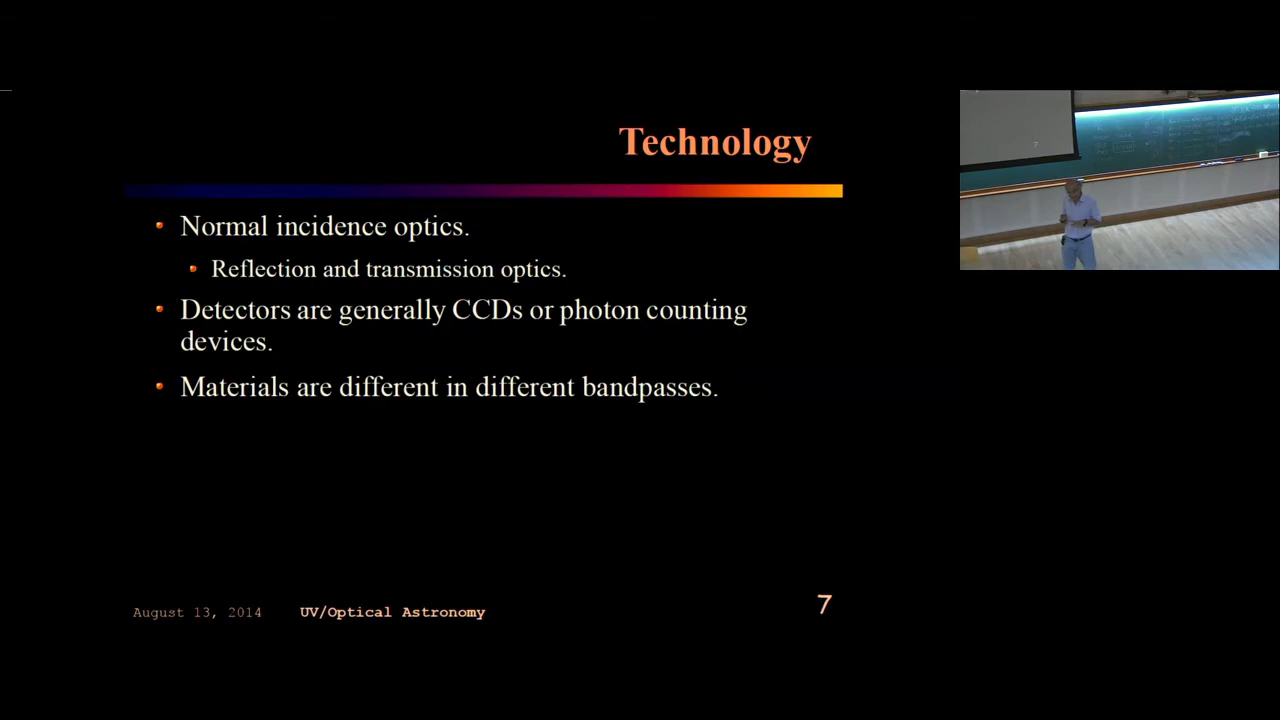 Technology
Normal incidence optics.
Reflection and transmission optics.
Detectors are generally CCDs or photon counting
devices.
Materials are different in different bandpasses.
August 13, 2014 UV/Optical Astronomy 7